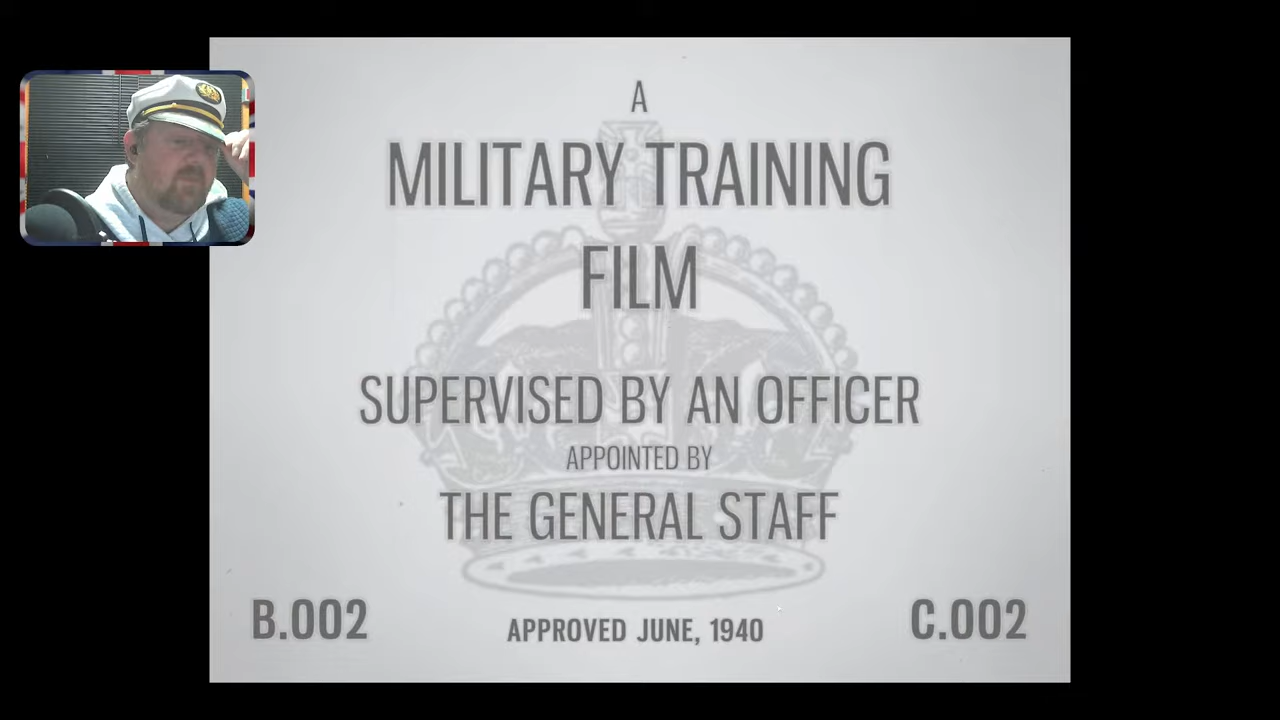 A
MILITARY TRAINING
FILM
SUPERVISED BY AN OFFICER
APPOINTED BY
THE GENERAL STAFF
B.002
APPROVED JUNE, 1940
C.002